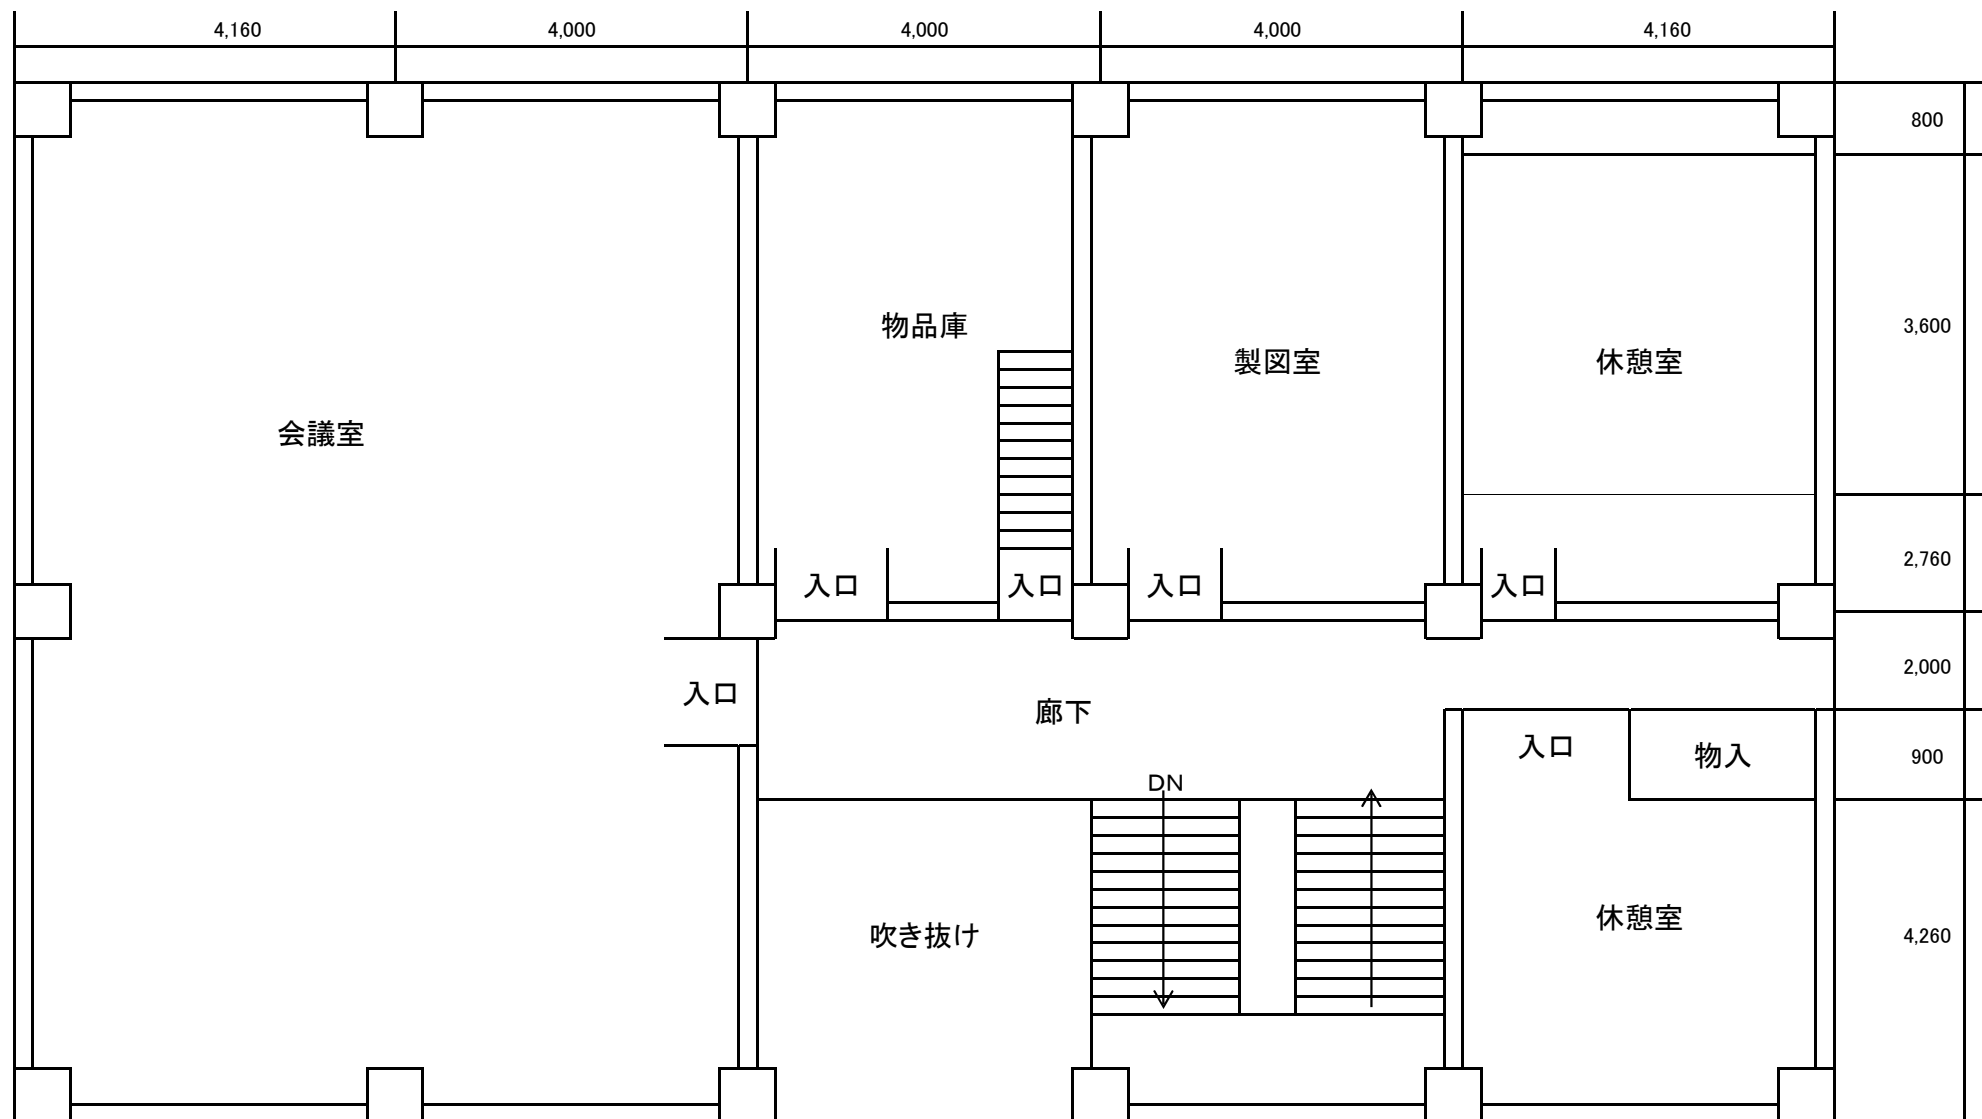 4,160
4,000
4,000
4,000
4,160
800
3,600
2,760
2,000
900
4,260
物品庫
製図室
休憩室
会議室
入口
入口
入口
入口
入口
廊下
入口
物入
DN
吹き抜け
休憩室